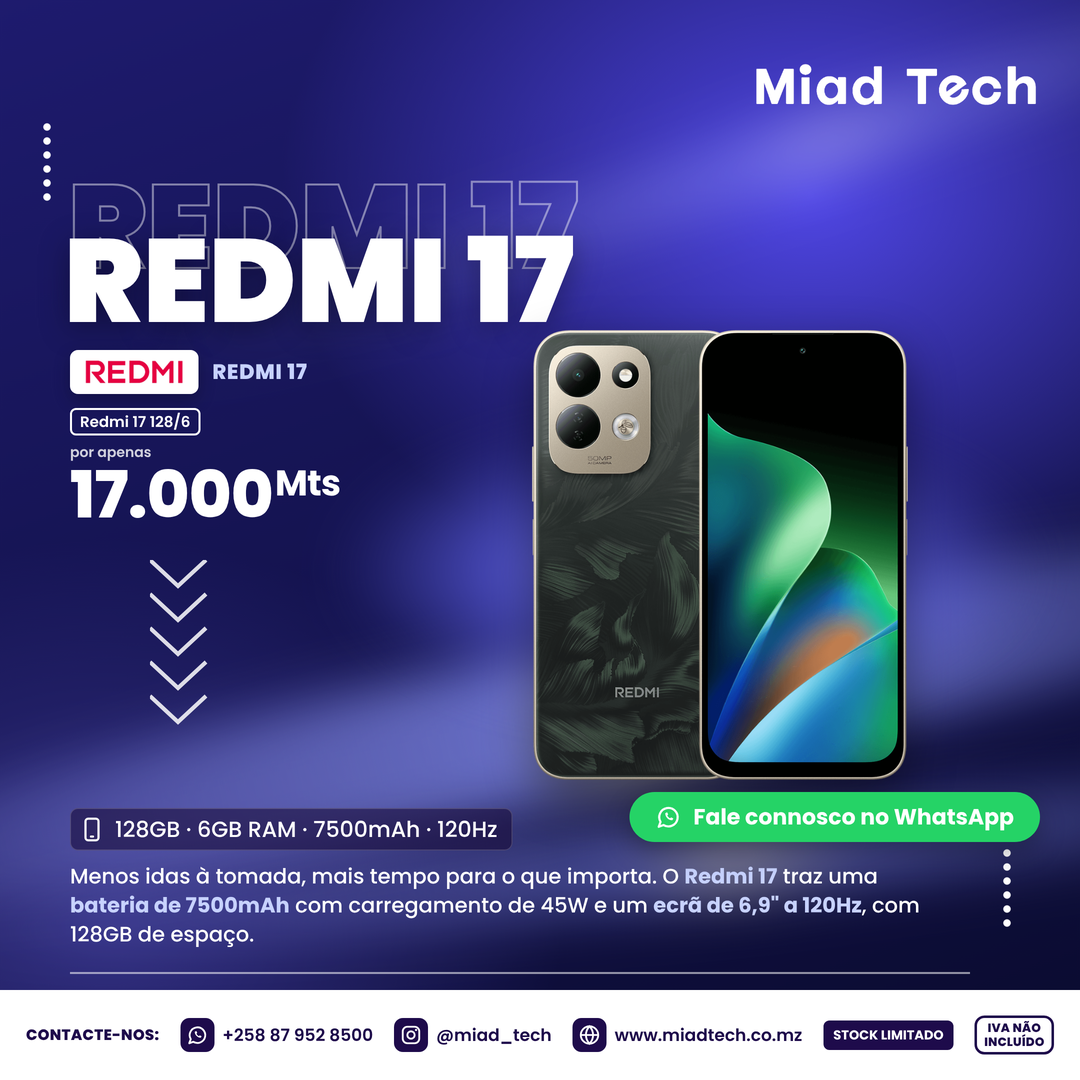 Miad Tech
REDMI 17
REDMI 17
REDMI REDMI 17
Redmi 17 128/6
por apenas
17.000Mts
50MP
AI CAMERA
REDMI
128GB · 6GB RAM · 7500mAh · 120Hz
Fale connosco no WhatsApp
Menos idas à tomada, mais tempo para o que importa. O Redmi 17 traz uma
bateria de 7500mAh com carregamento de 45W e um ecrã de 6,9" a 120Hz, com
128GB de espaço.
CONTACTE-NOS: +258 87 952 8500 @miad_tech www.miadtech.co.mz STOCK LIMITADO IVA NÃO
INCLUÍDO